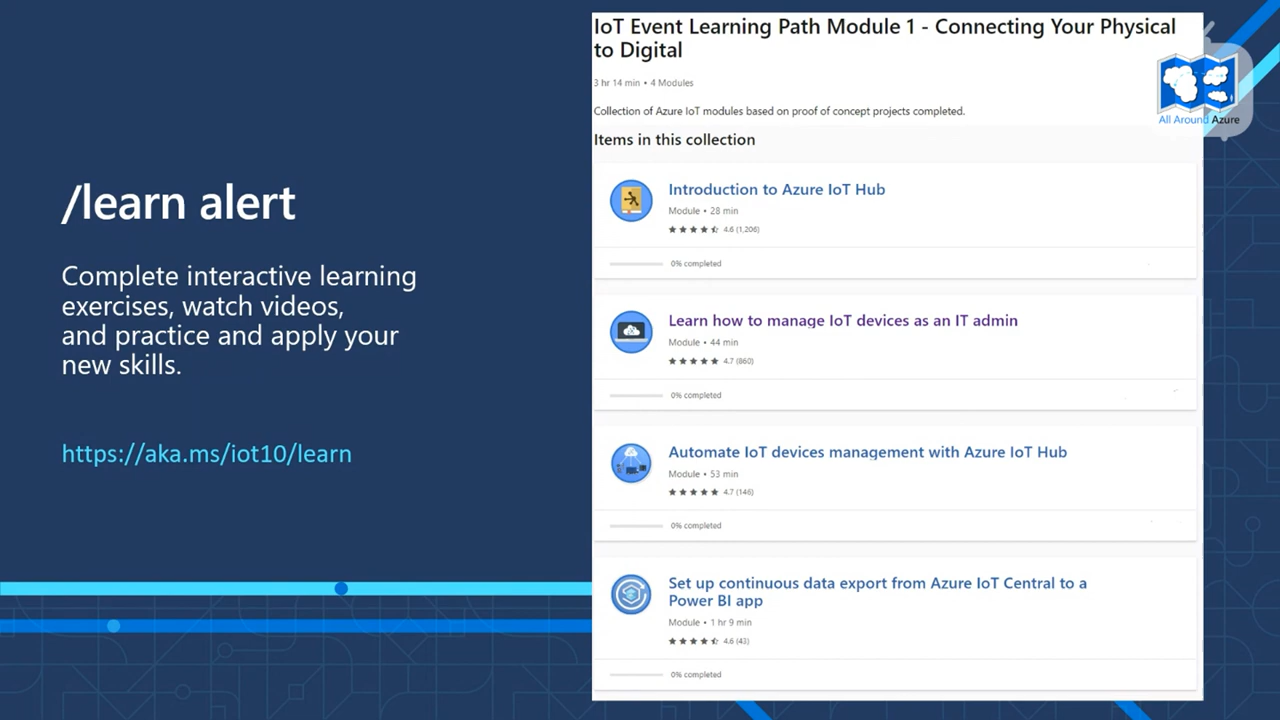 /learn alert
Complete interactive learning
exercises, watch videos,
and practice and apply your
new skills.
https://aka.ms/iot10/learn
IoT Event Learning Path Module 1 - Connecting Your Physical
to Digital
3 hr 14 min • 4 Modules
Collection of Azure IoT modules based on proof of concept projects completed.
Items in this collection
Introduction to Azure IoT Hub
Module • 28 min
4.6 (1,206)
0% completed
Learn how to manage IoT devices as an IT admin
Module • 44 min
4.7 (860)
0% completed
Automate IoT devices management with Azure IoT Hub
Module • 53 min
4.7 (146)
0% completed
Set up continuous data export from Azure IoT Central to a
Power BI app
Module • 1 hr 9 min
4.6 (43)
0% completed
All Around Azure